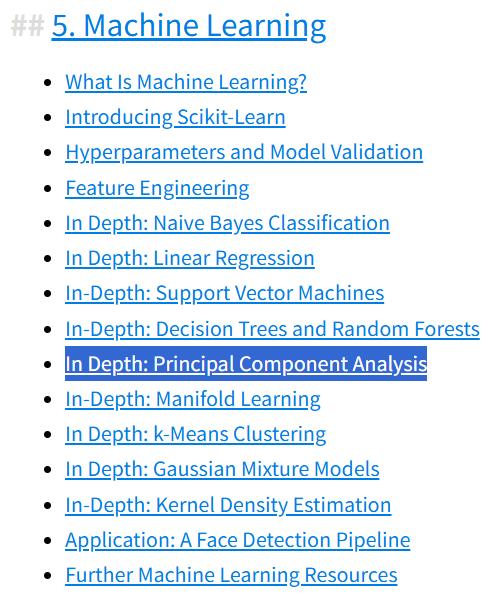 ## 5. Machine Learning
What Is Machine Learning?
Introducing Scikit-Learn
Hyperparameters and Model Validation
Feature Engineering
In Depth: Naive Bayes Classification
In Depth: Linear Regression
In-Depth: Support Vector Machines
In-Depth: Decision Trees and Random Forests
In Depth: Principal Component Analysis
In-Depth: Manifold Learning
In Depth: k-Means Clustering
In Depth: Gaussian Mixture Models
In-Depth: Kernel Density Estimation
Application: A Face Detection Pipeline
Further Machine Learning Resources